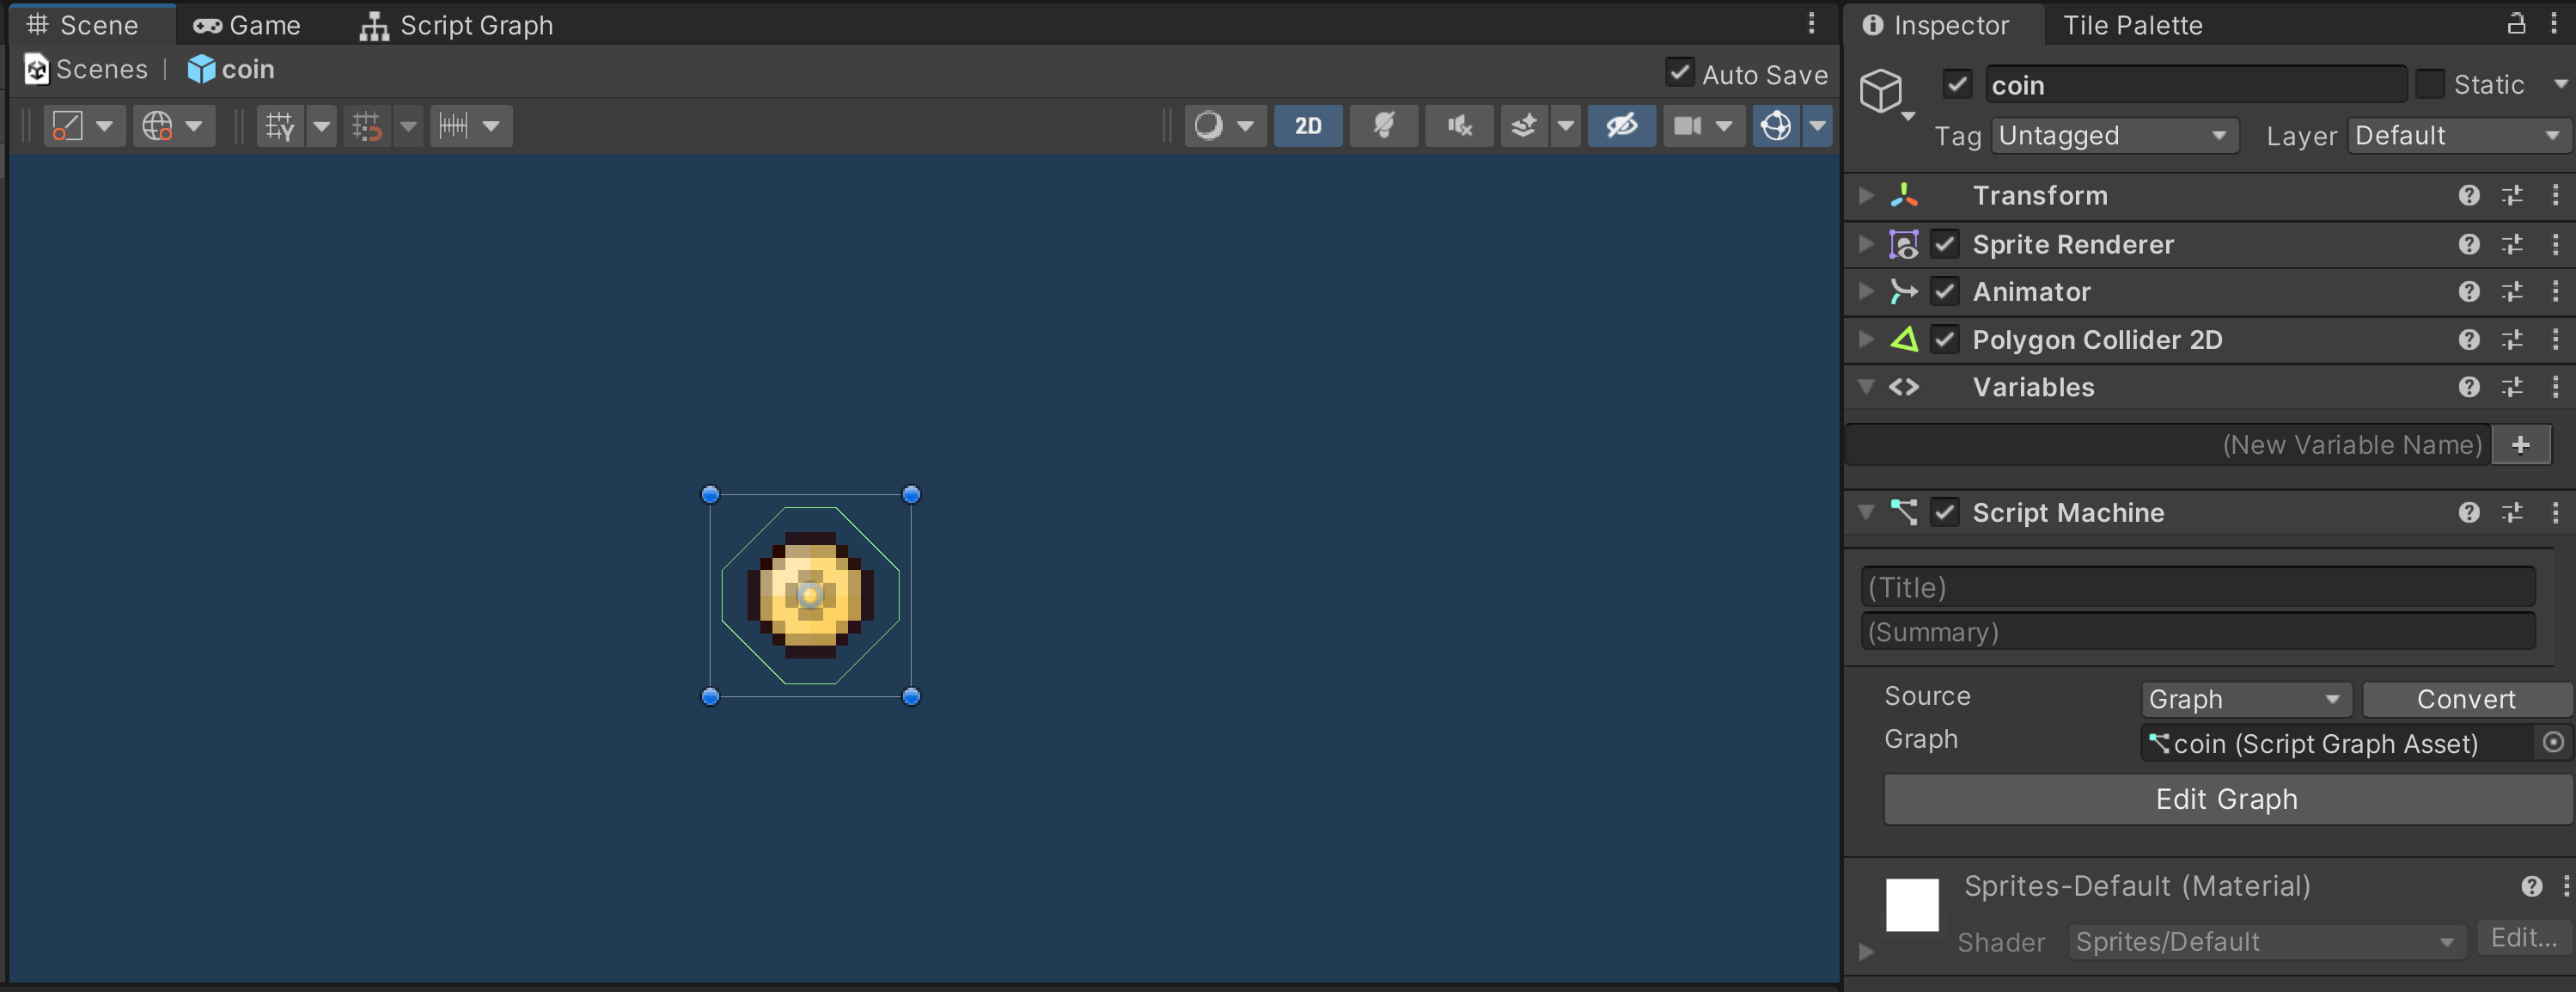 Scene Game Script Graph
Scenes coin
Auto Save
2D
Inspector Tile Palette
coin
Static
Tag Untagged Layer Default
Transform
Sprite Renderer
Animator
Polygon Collider 2D
Variables
(New Variable Name) +
Script Machine
(Title)
(Summary)
Source Graph Convert
Graph coin (Script Graph Asset)
Edit Graph
Sprites-Default (Material)
Shader Sprites/Default Edit...